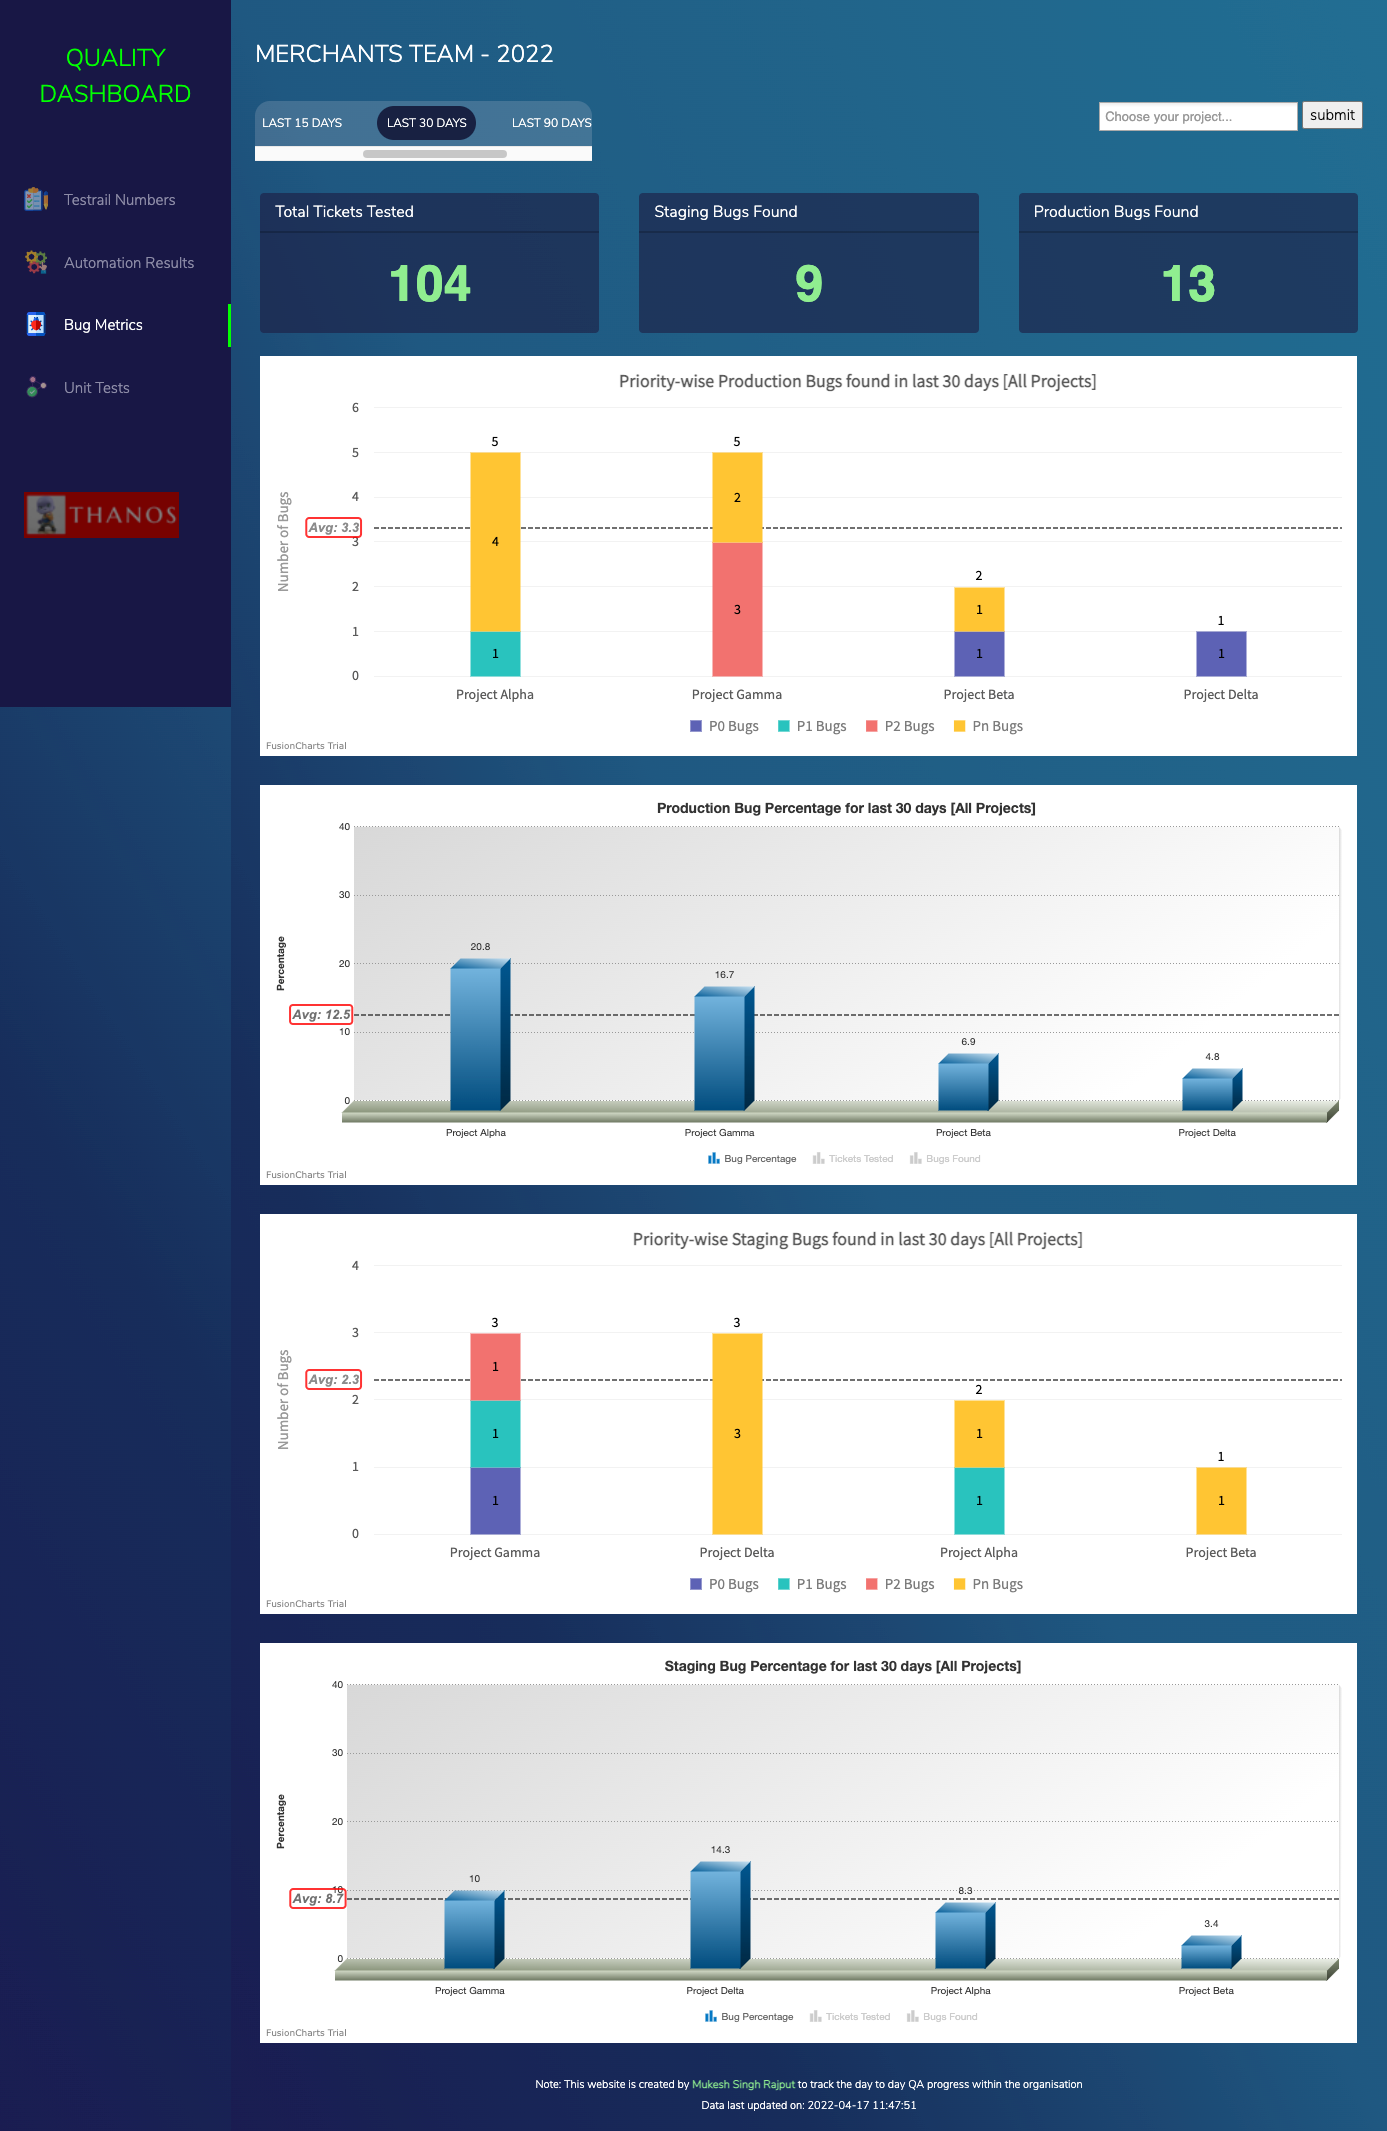 QUALITY
DASHBOARD
Testrail Numbers
Automation Results
Bug Metrics
Unit Tests
THANOS
MERCHANTS TEAM - 2022
LAST 15 DAYS
LAST 30 DAYS
LAST 90 DAYS
Choose your project...
submit
Total Tickets Tested
104
Staging Bugs Found
9
Production Bugs Found
13
Priority-wise Production Bugs found in last 30 days [All Projects]
Number of Bugs
6
5
4
3
2
1
0
Avg: 3.3
5
4
1
5
2
3
2
1
1
1
1
Project Alpha
Project Gamma
Project Beta
Project Delta
P0 Bugs
P1 Bugs
P2 Bugs
Pn Bugs
FusionCharts Trial
Production Bug Percentage for last 30 days [All Projects]
Percentage
40
30
20
10
0
Avg: 12.5
20.8
16.7
6.9
4.8
Project Alpha
Project Gamma
Project Beta
Project Delta
Bug Percentage
Tickets Tested
Bugs Found
FusionCharts Trial
Priority-wise Staging Bugs found in last 30 days [All Projects]
Number of Bugs
4
3
2
1
0
Avg: 2.3
3
1
1
1
3
3
2
1
1
1
1
Project Gamma
Project Delta
Project Alpha
Project Beta
P0 Bugs
P1 Bugs
P2 Bugs
Pn Bugs
FusionCharts Trial
Staging Bug Percentage for last 30 days [All Projects]
Percentage
40
30
20
10
0
Avg: 8.7
10
14.3
8.3
3.4
Project Gamma
Project Delta
Project Alpha
Project Beta
Bug Percentage
Tickets Tested
Bugs Found
FusionCharts Trial
Note: This website is created by Mukesh Singh Rajput to track the day to day QA progress within the organisation
Data last updated on: 2022-04-17 11:47:51